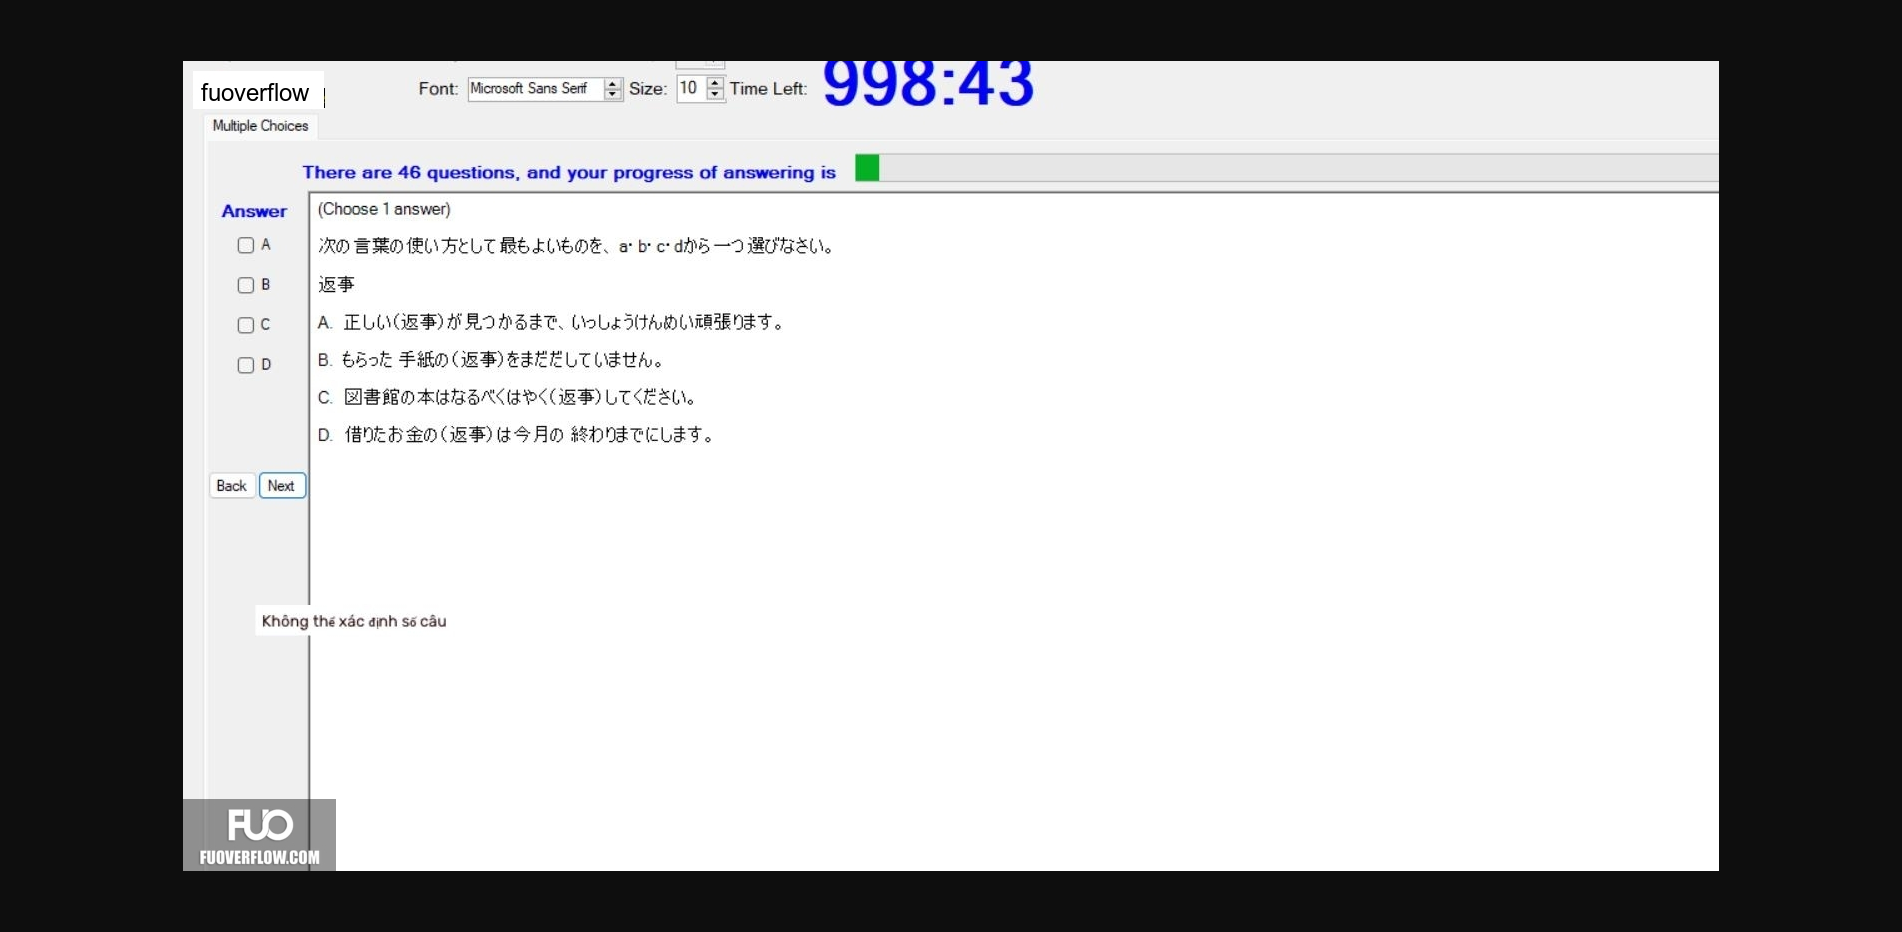 fuoverflow
Font: Microsoft Sans Serif Size: 10 Time Left: 998:43
Multiple Choices
There are 46 questions, and your progress of answering is
Answer
(Choose 1 answer)
A
次の言葉の使い方として最もよいものを、a・b・c・dから一つ選びなさい。
B
返事
C
A. 正しい(返事)が見つかるまで、いっしょうけんめい頑張ります。
D
B. もらった 手紙の(返事)をまだだしていません。
C. 図書館の本はなるべくはやく(返事)してください。
D. 借りたお金の(返事)は今月の 終わりまでにします。
Back Next
Không thể xác định số câu
FUO
FUOVERFLOW.COM